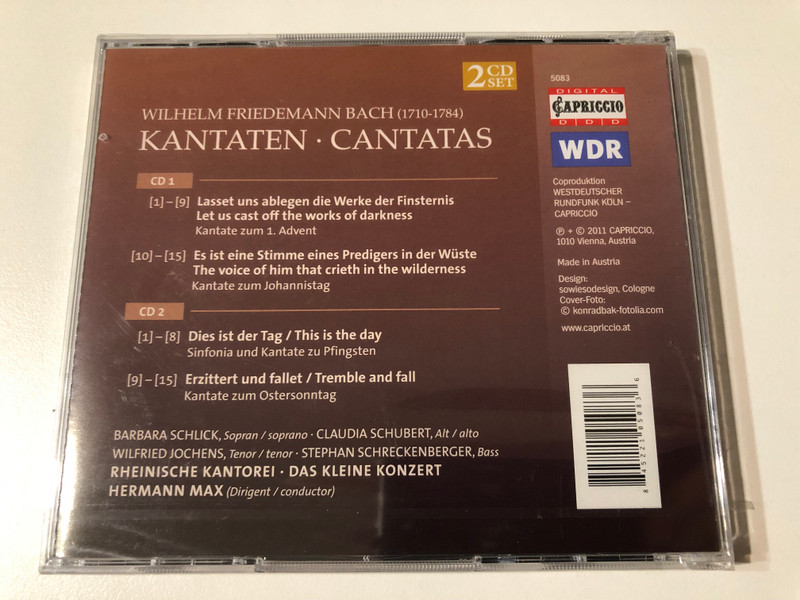 2 CD
SET
WILHELM FRIEDEMANN BACH (1710-1784)
KANTATEN · CANTATAS
CD 1
[1] – [9] Lasset uns ablegen die Werke der Finsternis
Let us cast off the works of darkness
Kantate zum 1. Advent
[10] – [15] Es ist eine Stimme eines Predigers in der Wüste
The voice of him that crieth in the wilderness
Kantate zum Johannistag
CD 2
[1] – [8] Dies ist der Tag / This is the day
Sinfonia und Kantate zu Pfingsten
[9] – [15] Erzittert und fallet / Tremble and fall
Kantate zum Ostersonntag
BARBARA SCHLICK, Sopran / soprano · CLAUDIA SCHUBERT, Alt / alto
WILFRIED JOCHENS, Tenor / tenor · STEPHAN SCHRECKENBERGER, Bass
RHEINISCHE KANTOREI · DAS KLEINE KONZERT
HERMANN MAX (Dirigent / conductor)
5083
DIGITAL
CAPRICCIO
D D D
WDR
Coproduktion
WESTDEUTSCHER
RUNDFUNK KÖLN –
CAPRICCIO
℗ + © 2011 CAPRICCIO,
1010 Vienna, Austria
Made in Austria
Design:
sowiesodesign, Cologne
Cover-Foto:
© konradbak-fotolia.com
www.capriccio.at
8 45221 05083 6